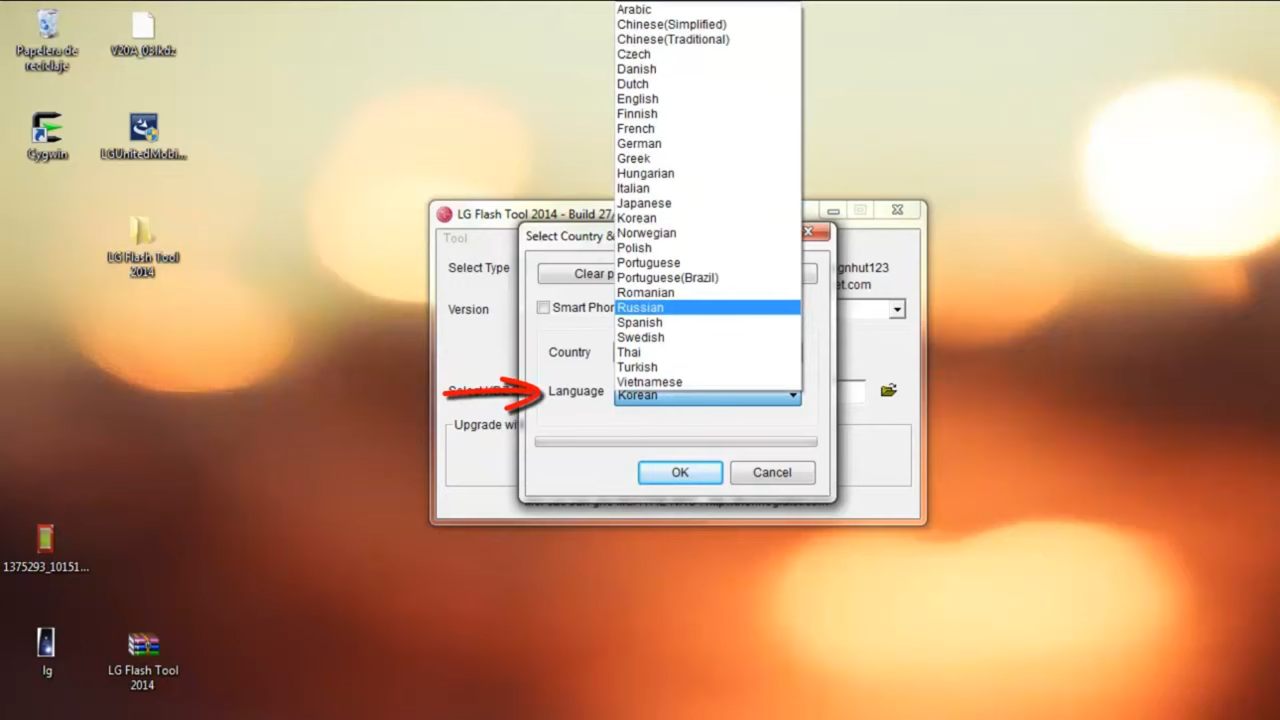 Papelera de
reciclaje
V20A_03.kdz
Cygwin
LGUnitedMobi...
LG Flash Tool
2014
1375293_10151...
lg
LG Flash Tool
2014
LG Flash Tool 2014 - Build 27/
Tool
Select Type
gnhut123
et.com
Version
Upgrade wi
Select Country &
Clear p
Smart Phon
Country
Language
Korean
OK
Cancel
Arabic
Chinese(Simplified)
Chinese(Traditional)
Czech
Danish
Dutch
English
Finnish
French
German
Greek
Hungarian
Italian
Japanese
Korean
Norwegian
Polish
Portuguese
Portuguese(Brazil)
Romanian
Russian
Spanish
Swedish
Thai
Turkish
Vietnamese